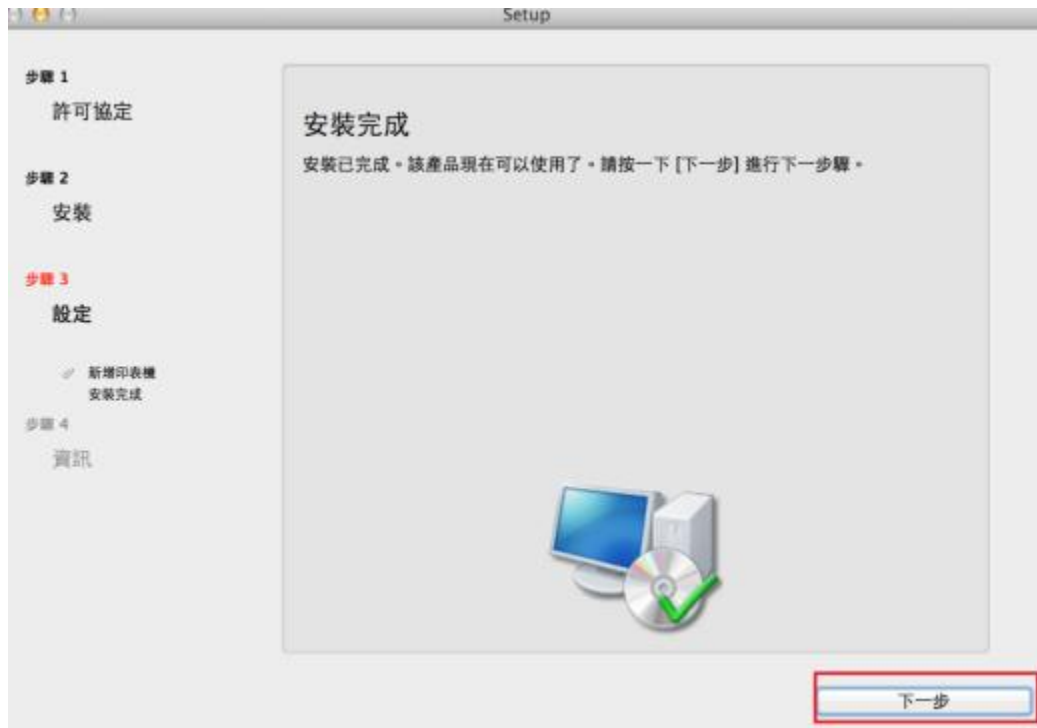 Setup
步驟 1
許可協定
步驟 2
安裝
步驟 3
設定
新增印表機
安裝完成
步驟 4
資訊
安裝完成
安裝已完成。該產品現在可以使用了。請按一下 [下一步] 進行下一步驟。
下一步